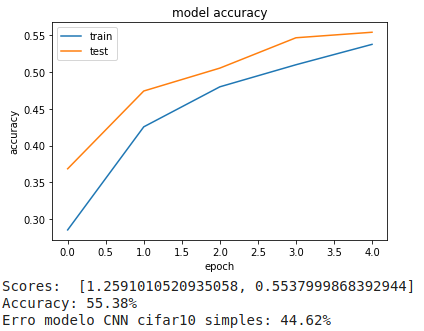 model accuracy
train
test
0.55
0.50
0.45
0.40
0.35
0.30
accuracy
0.0 0.5 1.0 1.5 2.0 2.5 3.0 3.5 4.0
epoch
Scores:  [1.2591010520935058, 0.5537999868392944]
Accuracy: 55.38%
Erro modelo CNN cifar10 simples: 44.62%